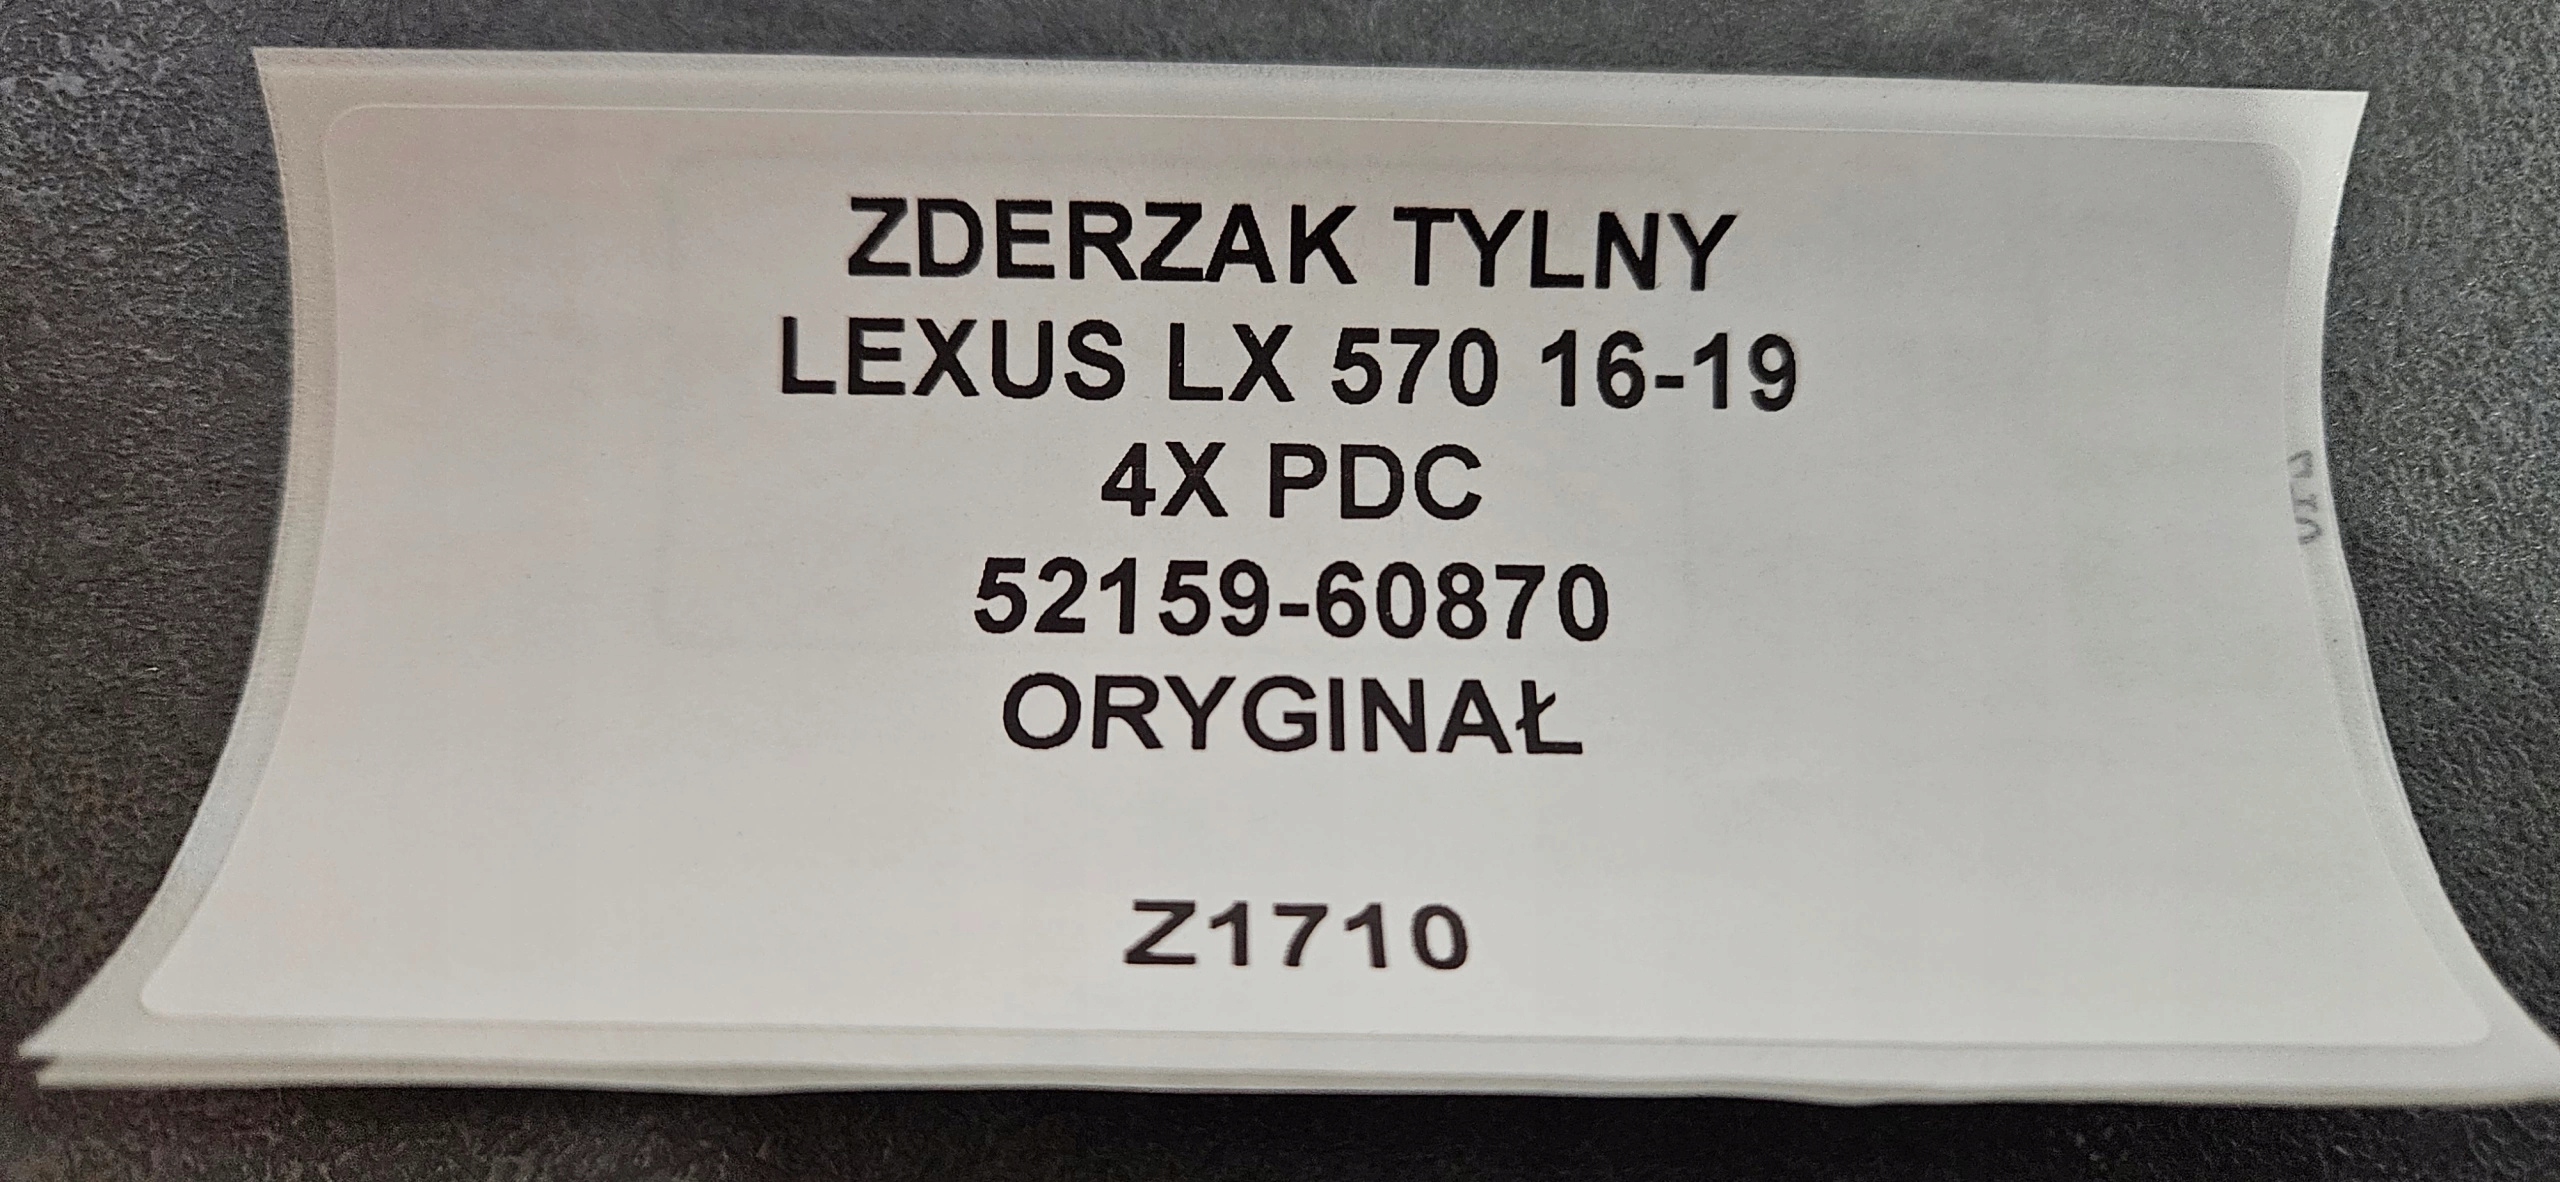 ZDERZAK TYLNY
LEXUS LX 570 16-19
4X PDC
52159-60870
ORYGINAŁ
Z1710